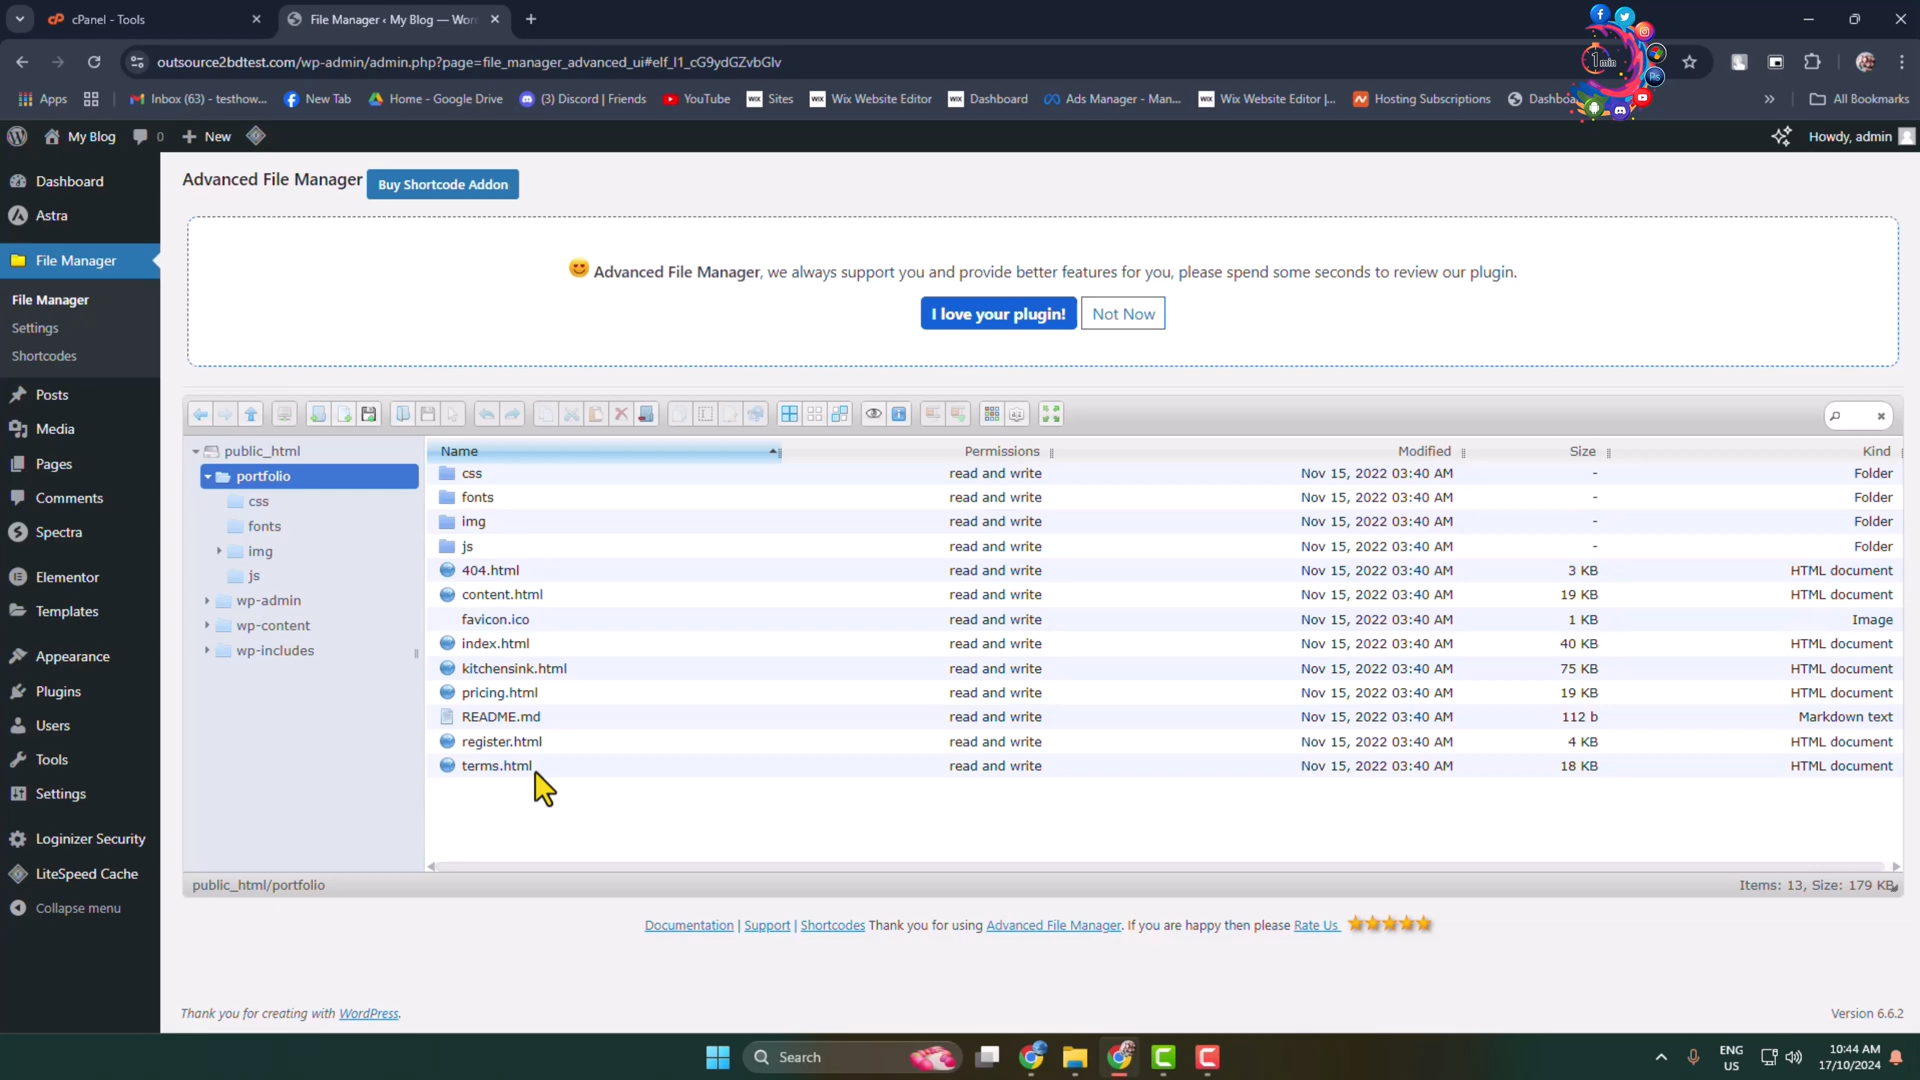 cPanel - Tools
File Manager ‹ My Blog — Wor
outsource2bdtest.com/wp-admin/admin.php?page=file_manager_advanced_ui#elf_l1_cG9ydGZvbGlv
1 min
Ps
Apps
Inbox (63) - testhow...
New Tab
Home - Google Drive
(3) Discord | Friends
YouTube
WIX Sites
WIX Wix Website Editor
WIX Dashboard
Ads Manager - Man...
WIX Wix Website Editor |...
Hosting Subscriptions
Dashboa
All Bookmarks
My Blog
0
New
Howdy, admin
Dashboard
Astra
File Manager
File Manager
Settings
Shortcodes
Posts
Media
Pages
Comments
Spectra
Elementor
Templates
Appearance
Plugins
Users
Tools
Settings
Loginizer Security
LiteSpeed Cache
Collapse menu
Advanced File Manager
Buy Shortcode Addon
Advanced File Manager, we always support you and provide better features for you, please spend some seconds to review our plugin.
I love your plugin!
Not Now
public_html
portfolio
css
fonts
img
js
wp-admin
wp-content
wp-includes
Name Permissions Modified Size Kind
css read and write Nov 15, 2022 03:40 AM - Folder
fonts read and write Nov 15, 2022 03:40 AM - Folder
img read and write Nov 15, 2022 03:40 AM - Folder
js read and write Nov 15, 2022 03:40 AM - Folder
404.html read and write Nov 15, 2022 03:40 AM 3 KB HTML document
content.html read and write Nov 15, 2022 03:40 AM 19 KB HTML document
favicon.ico read and write Nov 15, 2022 03:40 AM 1 KB Image
index.html read and write Nov 15, 2022 03:40 AM 40 KB HTML document
kitchensink.html read and write Nov 15, 2022 03:40 AM 75 KB HTML document
pricing.html read and write Nov 15, 2022 03:40 AM 19 KB HTML document
README.md read and write Nov 15, 2022 03:40 AM 112 b Markdown text
register.html read and write Nov 15, 2022 03:40 AM 4 KB HTML document
terms.html read and write Nov 15, 2022 03:40 AM 18 KB HTML document
public_html/portfolio
Items: 13, Size: 179 KB
Documentation | Support | Shortcodes Thank you for using Advanced File Manager. If you are happy then please Rate Us
Thank you for creating with WordPress.
Version 6.6.2
Search
ENG
US
10:44 AM
17/10/2024